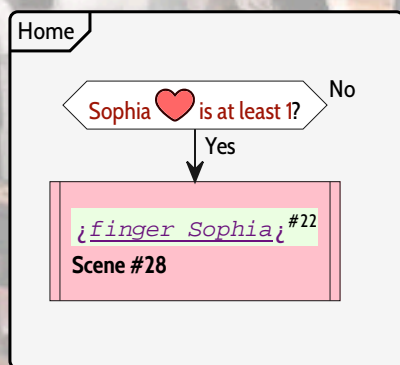 Home
Sophia is at least 1?
No
Yes
¿finger Sophia¿#22
Scene #28